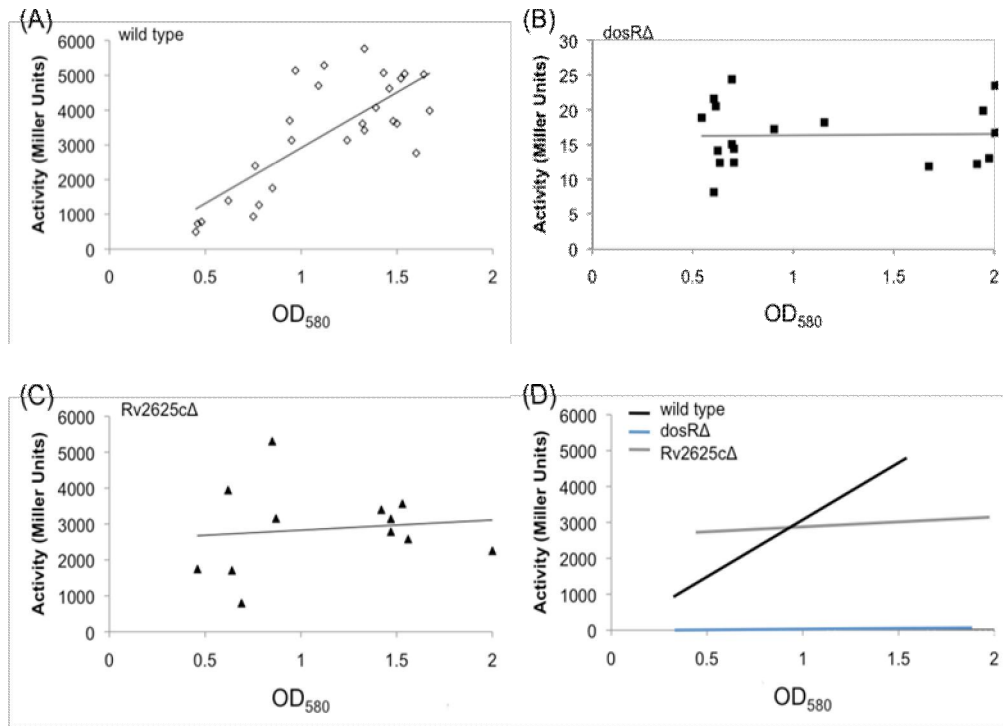 (A)
wild type
6000
5000
4000
3000
2000
1000
0
Activity (Miller Units)
0 0.5 1 1.5 2
OD580
(B)
dosRΔ
30
25
20
15
10
5
0
Activity (Miller Units)
0 0.5 1 1.5 2
OD580
(C)
Rv2625cΔ
6000
5000
4000
3000
2000
1000
0
Activity (Miller Units)
0 0.5 1 1.5 2
OD580
(D)
wild type
dosRΔ
Rv2625cΔ
6000
5000
4000
3000
2000
1000
0
Activity (Miller Units)
0 0.5 1 1.5 2
OD580